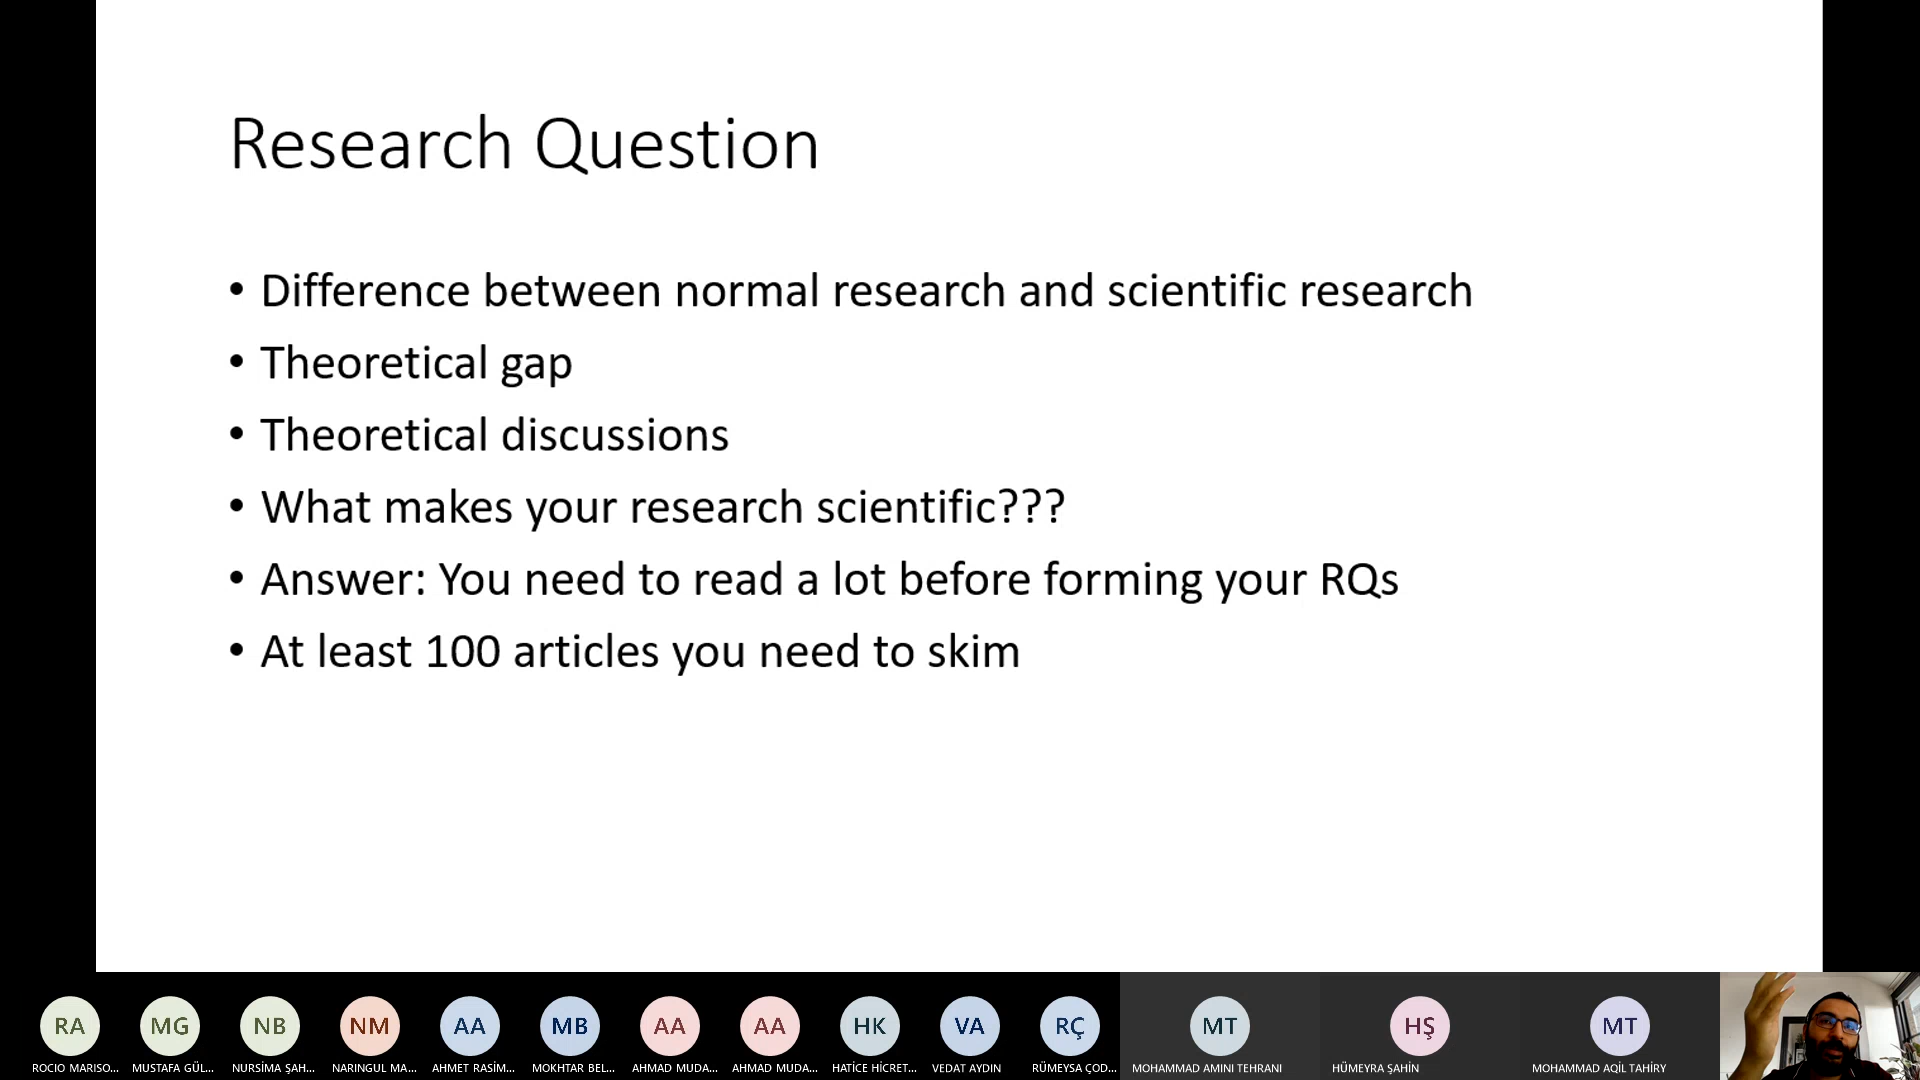 Research Question
• Difference between normal research and scientific research
• Theoretical gap
• Theoretical discussions
• What makes your research scientific???
• Answer: You need to read a lot before forming your RQs
• At least 100 articles you need to skim
RA MG NB NM AA MB AA AA HK VA RÇ MT HŞ MT
ROCIO MARISO... MUSTAFA GÜL... NURSİMA ŞAH... NARINGUL MA... AHMET RASİM... MOKHTAR BEL... AHMAD MUDA... AHMAD MUDA... HATİCE HİCRET... VEDAT AYDIN RÜMEYSA ÇOD... MOHAMMAD AMINI TEHRANI HÜMEYRA ŞAHİN MOHAMMAD AQİL TAHİRY